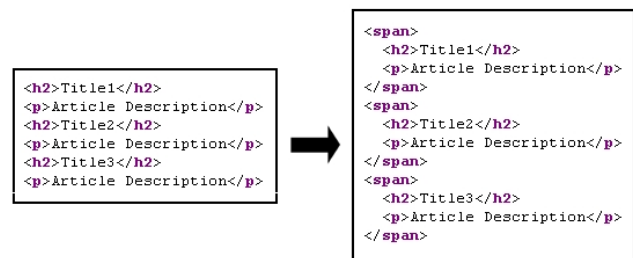 <h2>Title1</h2>
<p>Article Description</p>
<h2>Title2</h2>
<p>Article Description</p>
<h2>Title3</h2>
<p>Article Description</p>
<span>
<h2>Title1</h2>
<p>Article Description</p>
</span>
<span>
<h2>Title2</h2>
<p>Article Description</p>
</span>
<span>
<h2>Title3</h2>
<p>Article Description</p>
</span>